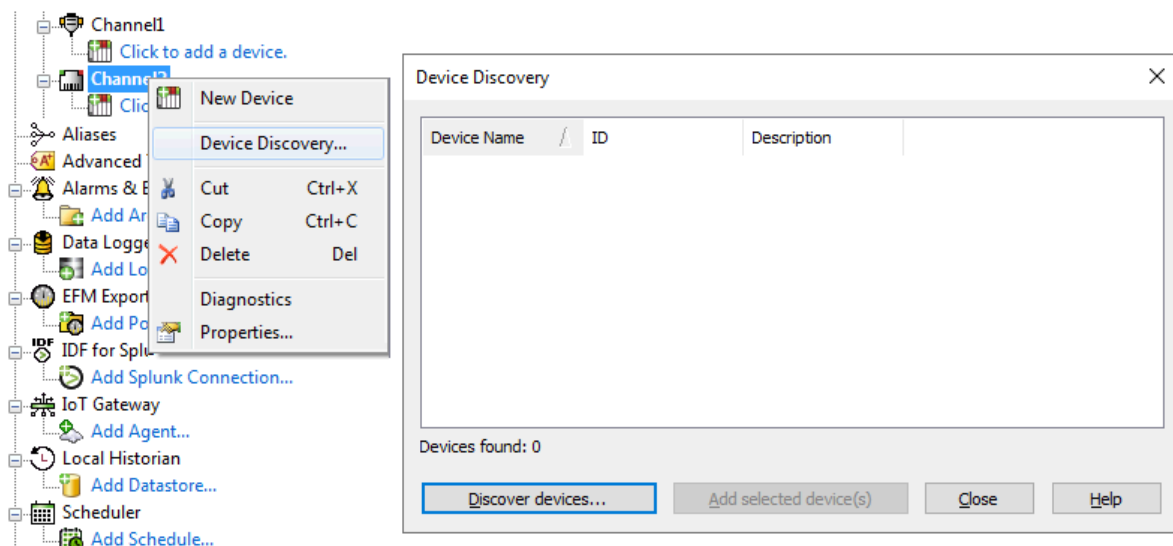 Channel1
Click to add a device.
Channel2
Clic
Aliases
Advanced
Alarms & E
Add Ar
Data Logge
Add Lo
EFM Export
Add Po
IDF for Splu
Add Splunk Connection...
IoT Gateway
Add Agent...
Local Historian
Add Datastore...
Scheduler
Add Schedule...
New Device
Device Discovery...
Cut Ctrl+X
Copy Ctrl+C
Delete Del
Diagnostics
Properties...
Device Discovery
Device Name ID Description
Devices found: 0
Discover devices... Add selected device(s) Close Help